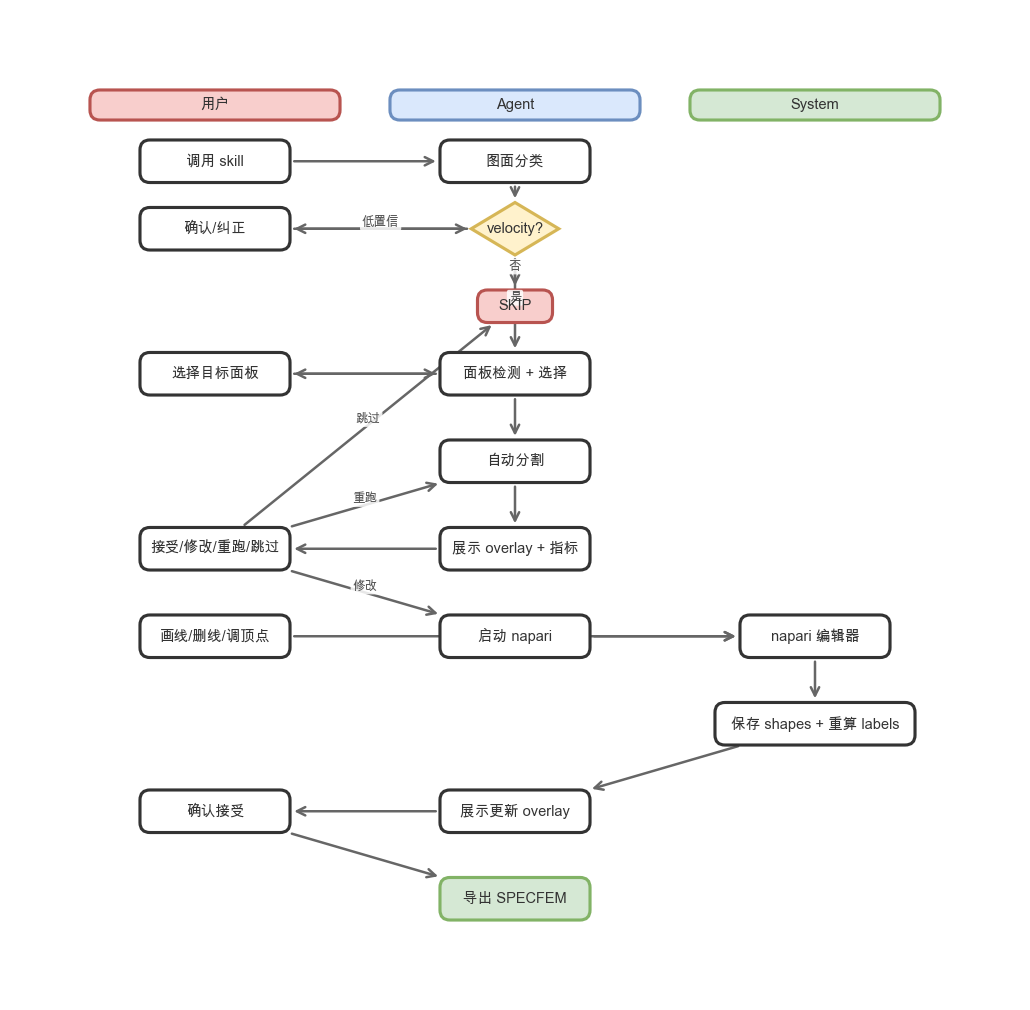 用户
Agent
System
调用 skill
图面分类
确认/纠正
低置信
velocity?
否
是
SKIP
选择目标面板
面板检测 + 选择
跳过
自动分割
重跑
接受/修改/重跑/跳过
展示 overlay + 指标
修改
画线/删线/调顶点
启动 napari
napari 编辑器
保存 shapes + 重算 labels
确认接受
展示更新 overlay
导出 SPECFEM